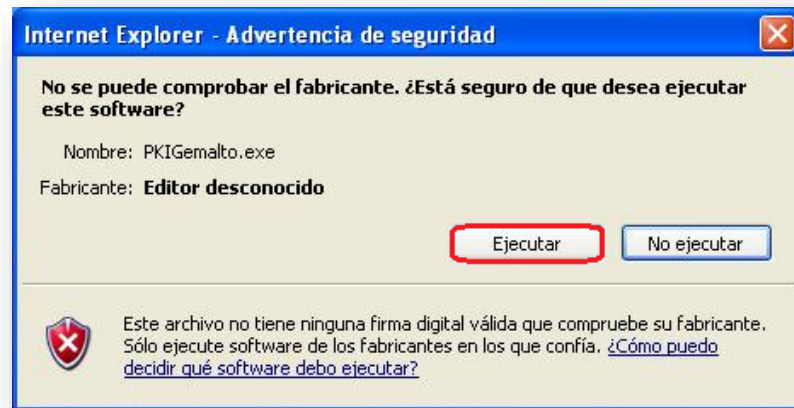 Internet Explorer - Advertencia de seguridad
No se puede comprobar el fabricante. ¿Está seguro de que desea ejecutar
este software?
Nombre: PKIGemalto.exe
Fabricante: Editor desconocido
Ejecutar No ejecutar
Este archivo no tiene ninguna firma digital válida que compruebe su fabricante.
Sólo ejecute software de los fabricantes en los que confía. ¿Cómo puedo
decidir qué software debo ejecutar?